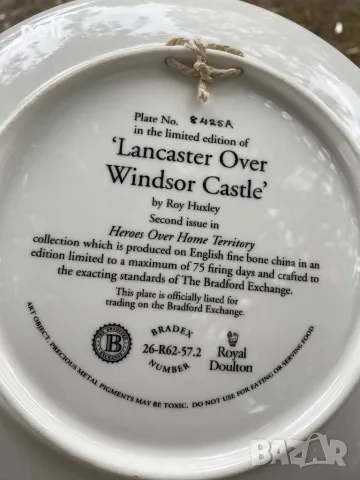 Plate No. 8425A
in the limited edition of
'Lancaster Over
Windsor Castle'
by Roy Huxley
Second issue in
Heroes Over Home Territory
collection which is produced on English fine bone china in an
edition limited to a maximum of 75 firing days and crafted to
the exacting standards of The Bradford Exchange.
This plate is officially listed for
trading on the Bradford Exchange.
B
BRADEX
26-R62-57.2
NUMBER
Royal
Doulton
ART OBJECT. PRECIOUS METAL PIGMENTS MAY BE TOXIC. DO NOT USE FOR EATING OR SERVING FOOD
BAZAR